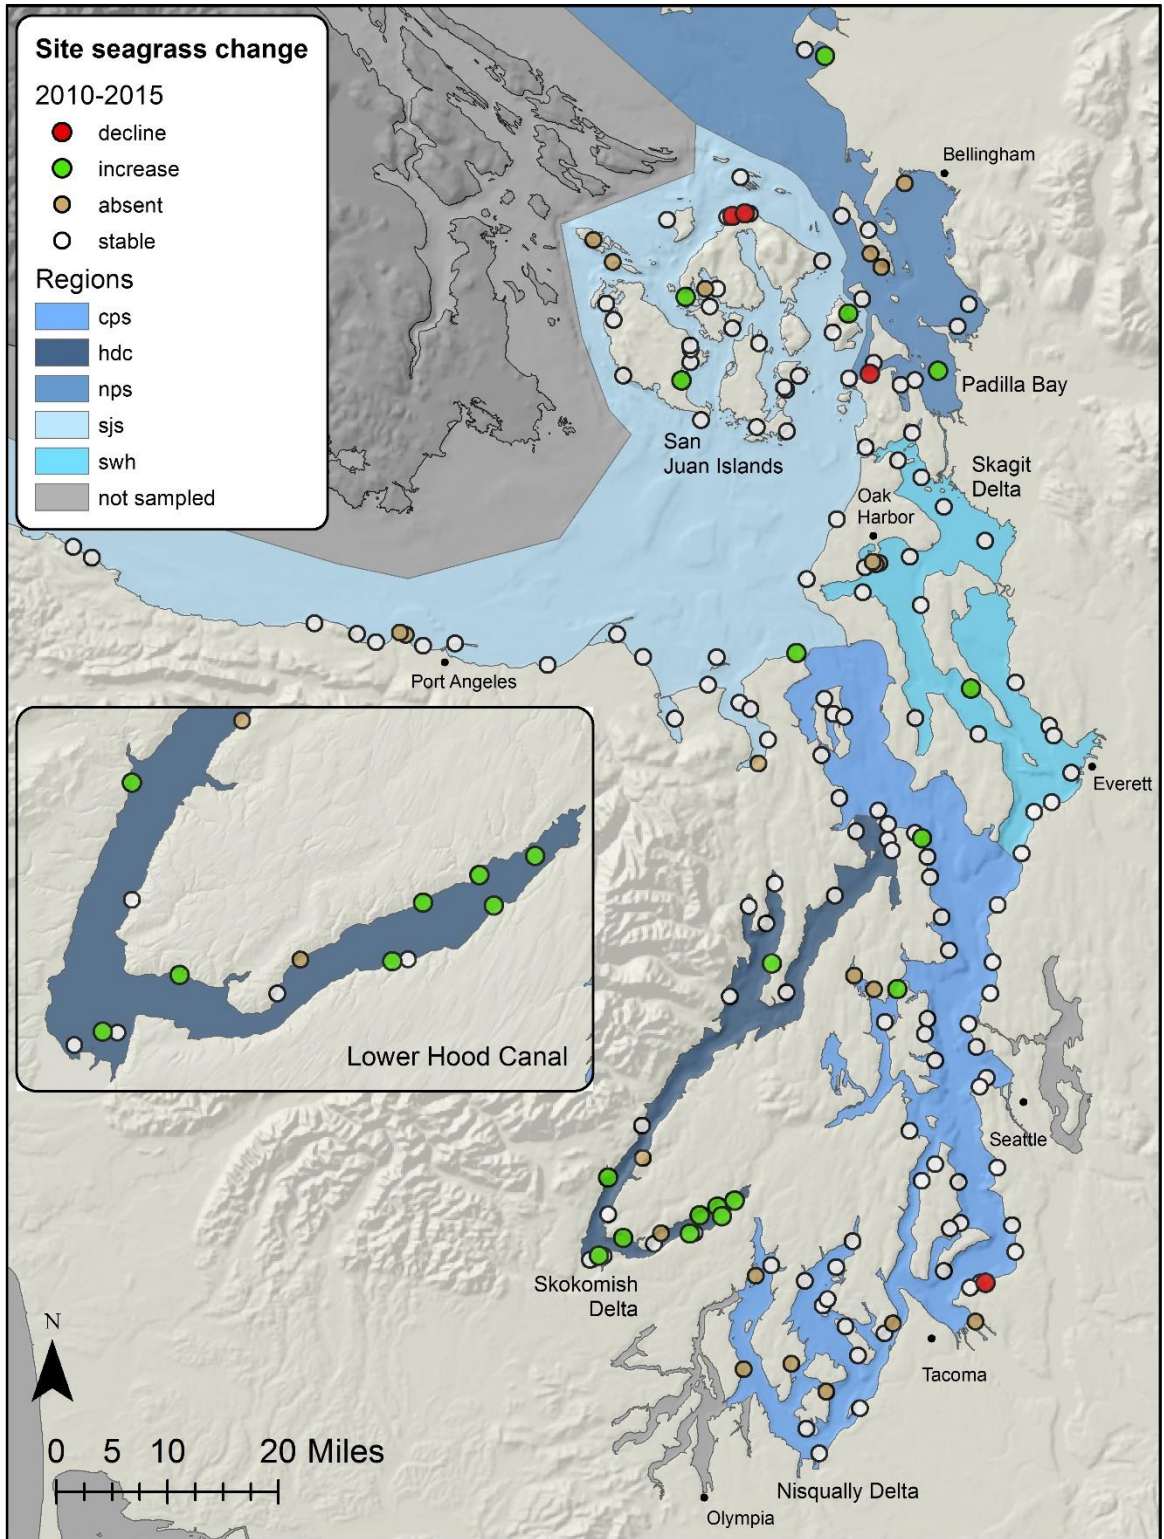 Site seagrass change
2010-2015
decline
increase
absent
stable
Regions
cps
hdc
nps
sjs
swh
not sampled
Bellingham
Padilla Bay
San
Juan Islands
Skagit
Delta
Oak
Harbor
Port Angeles
Everett
Lower Hood Canal
Seattle
Skokomish
Delta
N
Tacoma
0 5 10 20 Miles
Nisqually Delta
Olympia